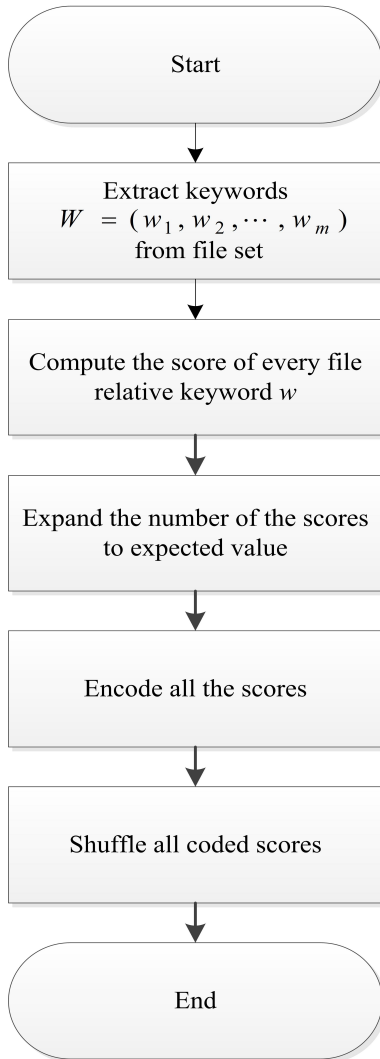 Start
Extract keywords
W = ( w₁ , w₂ , ⋯ , wₘ )
from file set
Compute the score of every file
relative keyword w
Expand the number of the scores
to expected value
Encode all the scores
Shuffle all coded scores
End